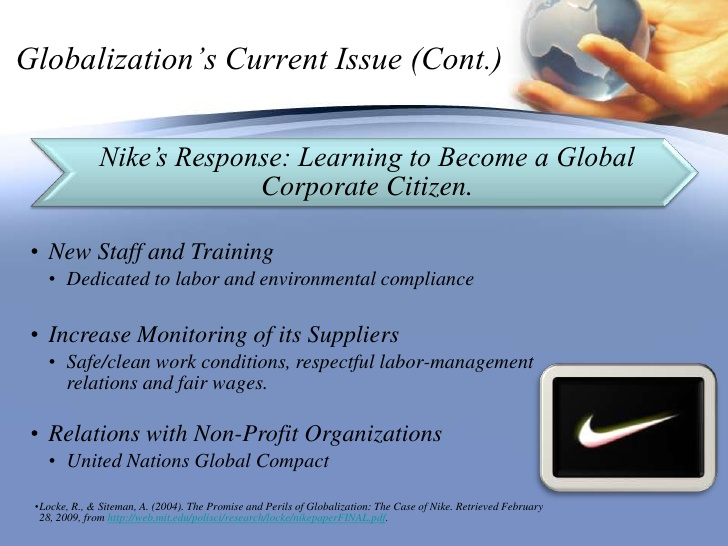 Globalization’s Current Issue (Cont.)
Nike’s Response: Learning to Become a Global
Corporate Citizen.
• New Staff and Training
• Dedicated to labor and environmental compliance
• Increase Monitoring of its Suppliers
• Safe/clean work conditions, respectful labor-management
relations and fair wages.
• Relations with Non-Profit Organizations
• United Nations Global Compact
•Locke, R., & Siteman, A. (2004). The Promise and Perils of Globalization: The Case of Nike. Retrieved February
28, 2009, from http://web.mit.edu/polisci/research/locke/nikepaperFINAL.pdf.